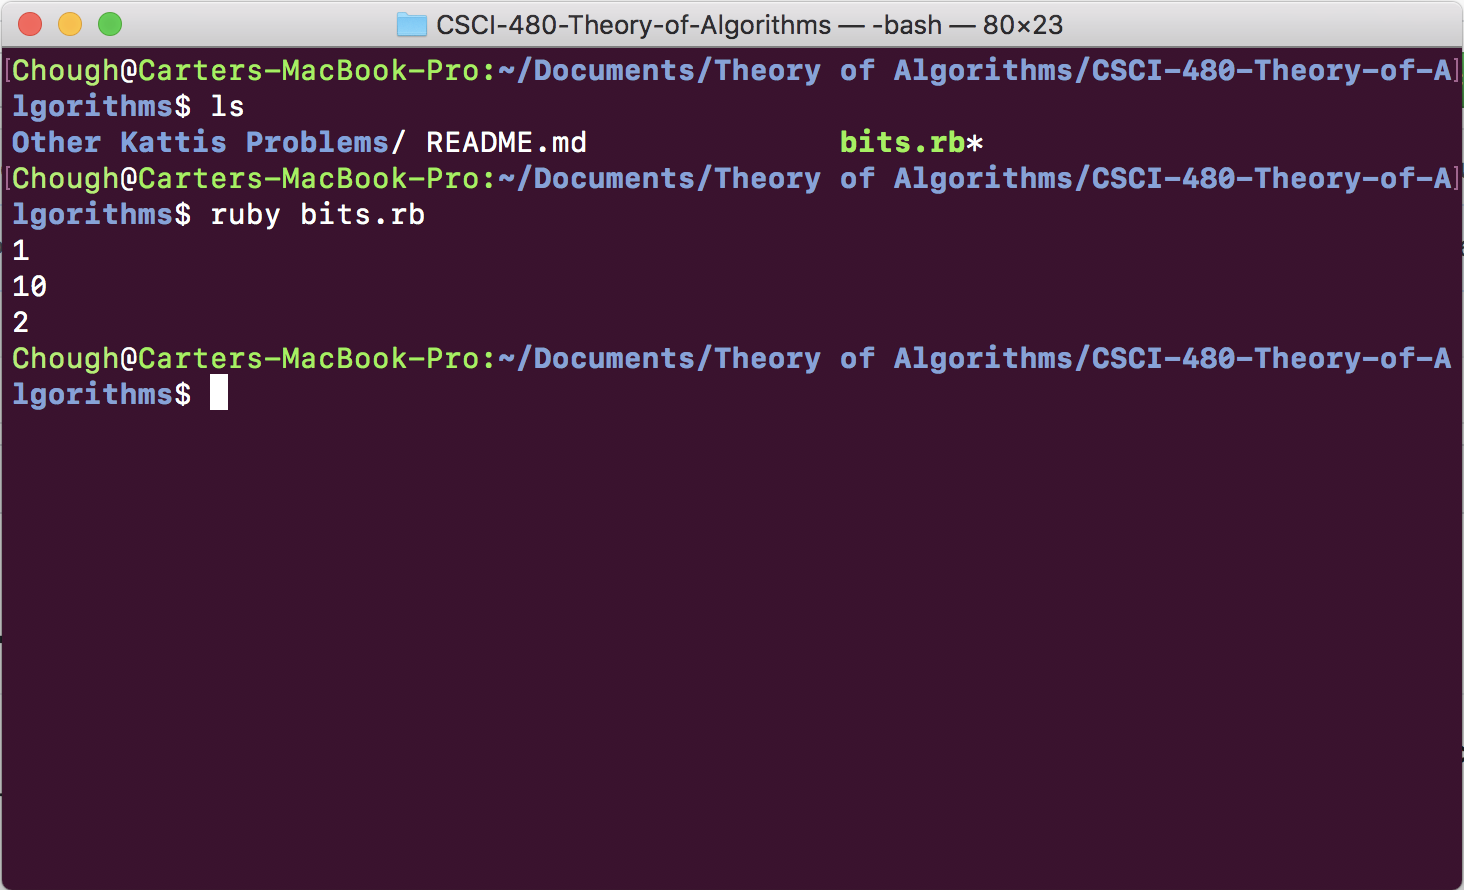 CSCI-480-Theory-of-Algorithms — -bash — 80×23
[Chough@Carters-MacBook-Pro:~/Documents/Theory of Algorithms/CSCI-480-Theory-of-A]
lgorithms$ ls
Other Kattis Problems/ README.md              bits.rb*
[Chough@Carters-MacBook-Pro:~/Documents/Theory of Algorithms/CSCI-480-Theory-of-A]
lgorithms$ ruby bits.rb
1
10
2
Chough@Carters-MacBook-Pro:~/Documents/Theory of Algorithms/CSCI-480-Theory-of-A
lgorithms$